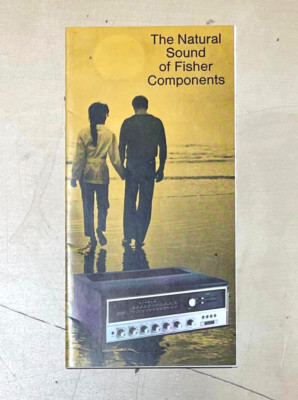 The Natural
Sound
of Fisher
Components